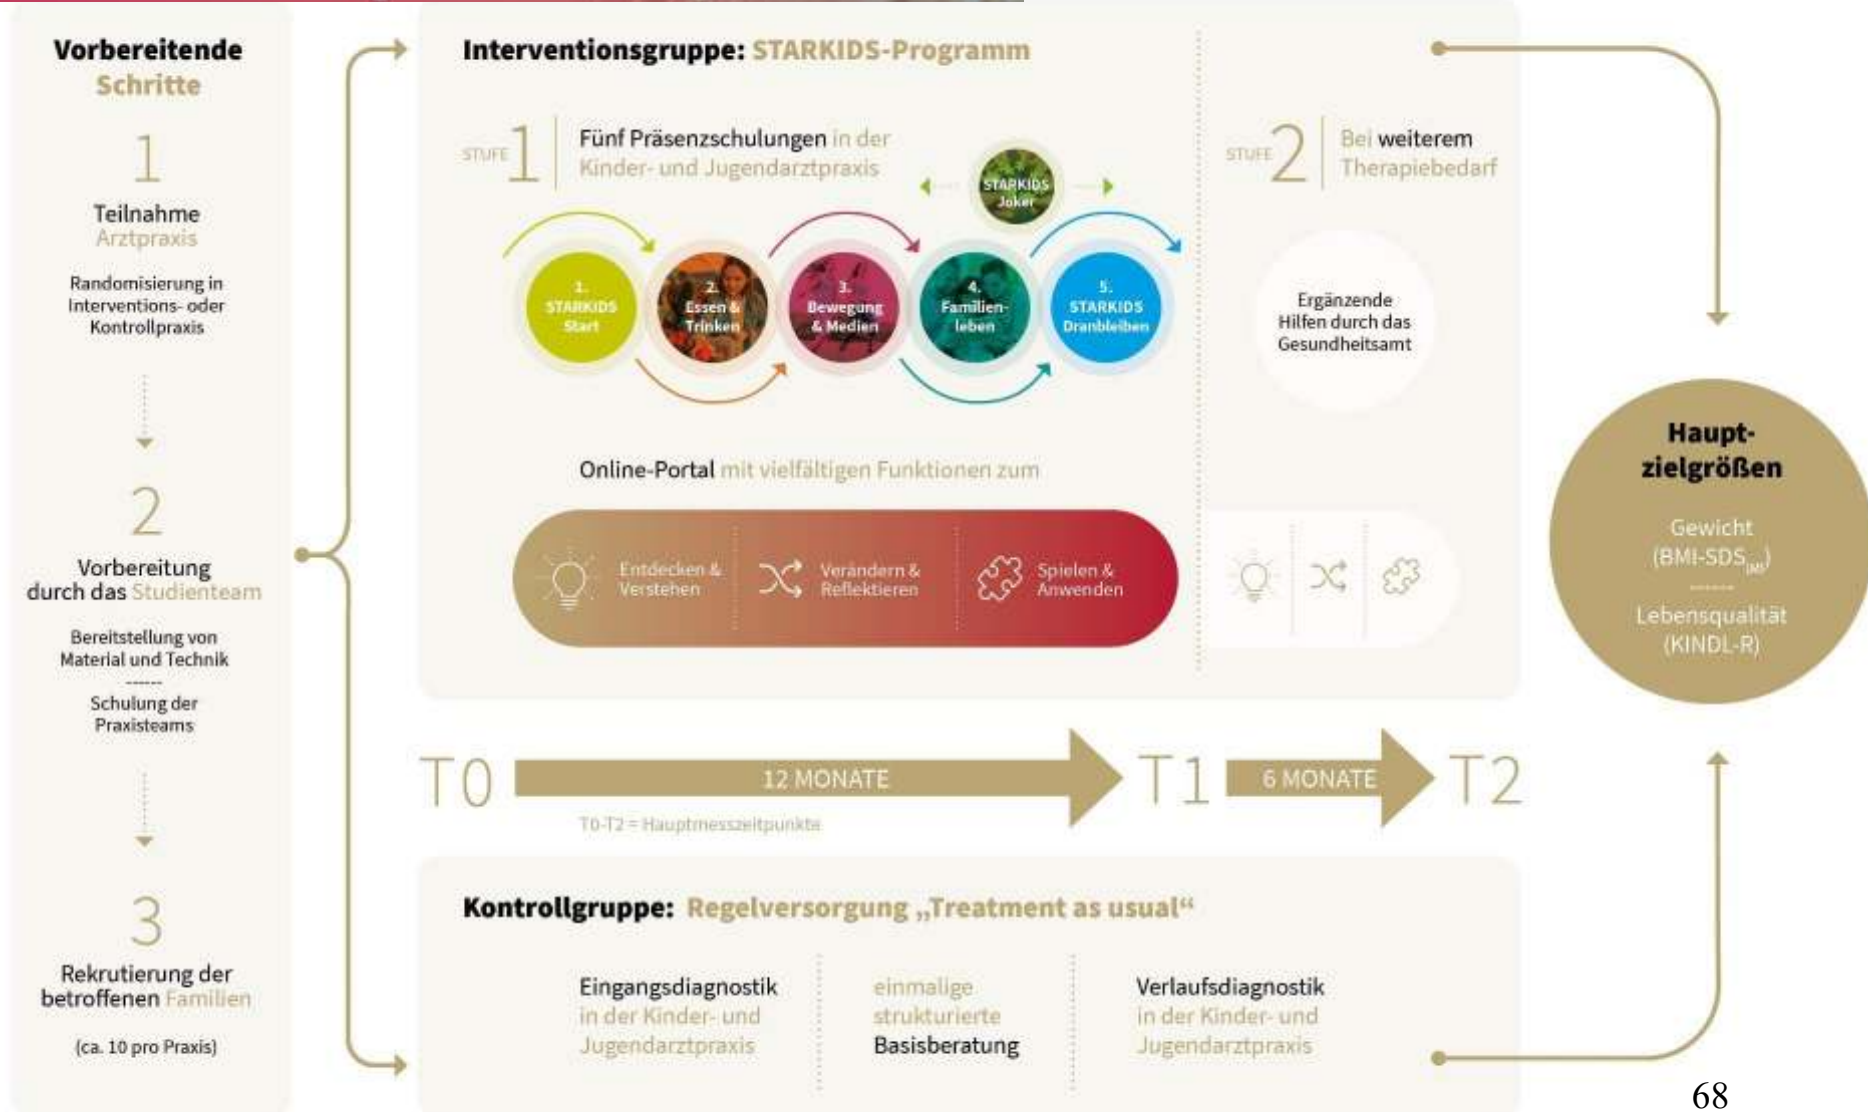 Vorbereitende
Schritte
1
Teilnahme
Arztpraxis
Randomisierung in
Interventions- oder
Kontrollpraxis
2
Vorbereitung
durch das Studienteam
Bereitstellung von
Material und Technik
------
Schulung der
Praxisteams
3
Rekrutierung der
betroffenen Familien
(ca. 10 pro Praxis)
Interventionsgruppe: STARKIDS-Programm
STUFE 1
Fünf Präsenzschulungen in der
Kinder- und Jugendarztpraxis
STARKIDS
Joker
1.
STARKIDS
Start
2.
Essen &
Trinken
3.
Bewegung
& Medien
4.
Familien-
leben
5.
STARKIDS
Dranbleiben
Online-Portal mit vielfältigen Funktionen zum
Entdecken &
Verstehen
Verändern &
Reflektieren
Spielen &
Anwenden
STUFE 2
Bei weiterem
Therapiebedarf
Ergänzende
Hilfen durch das
Gesundheitsamt
T0
12 MONATE
T1
6 MONATE
T2
T0-T2 = Hauptmesszeitpunkte
Kontrollgruppe: Regelversorgung „Treatment as usual“
Eingangsdiagnostik
in der Kinder- und
Jugendarztpraxis
einmalige
strukturierte
Basisberatung
Verlaufsdiagnostik
in der Kinder- und
Jugendarztpraxis
Haupt-
zielgrößen
Gewicht
(BMI-SDS)
------
Lebensqualität
(KINDL-R)
68